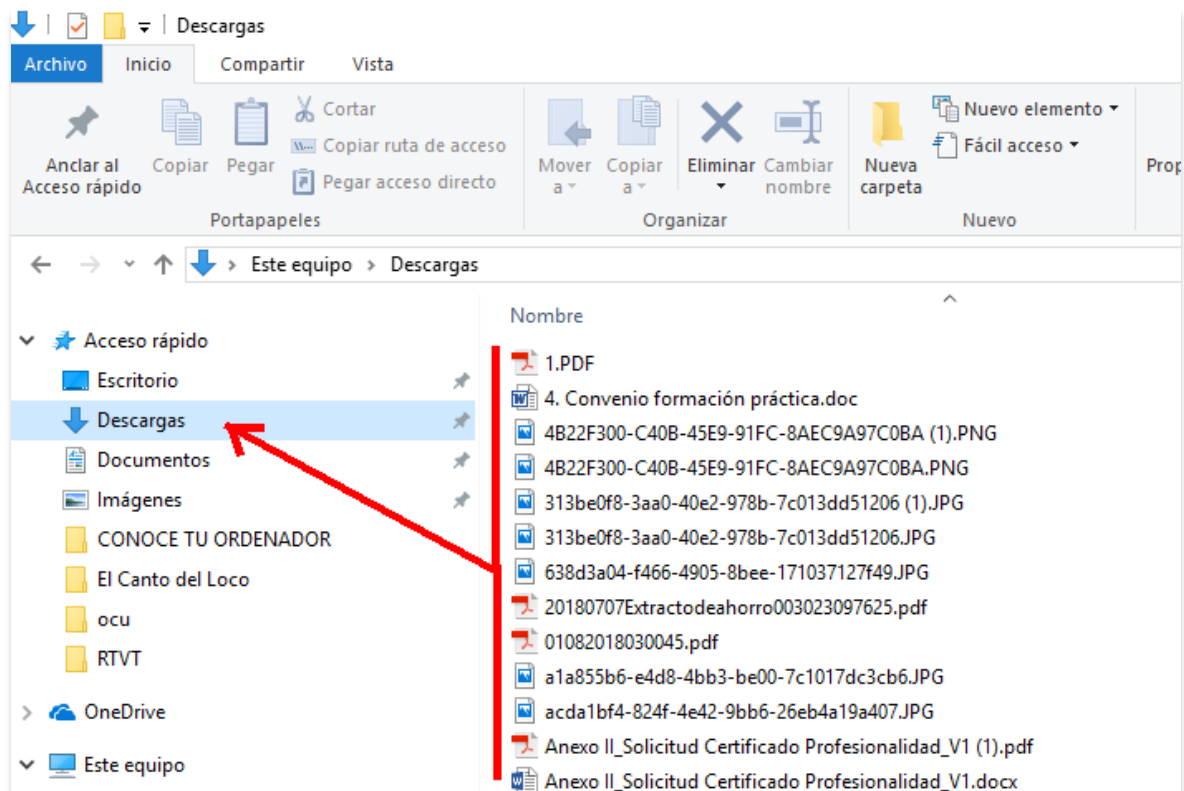 Descargas
Archivo Inicio Compartir Vista
Anclar al Acceso rápido
Copiar
Pegar
Cortar
Copiar ruta de acceso
Pegar acceso directo
Portapapeles
Mover a
Copiar a
Eliminar
Cambiar nombre
Organizar
Nueva carpeta
Nuevo elemento
Fácil acceso
Nuevo
Prop
Este equipo > Descargas
Acceso rápido
Escritorio
Descargas
Documentos
Imágenes
CONOCE TU ORDENADOR
El Canto del Loco
ocu
RTVT
OneDrive
Este equipo
Nombre
1.PDF
4. Convenio formación práctica.doc
4B22F300-C40B-45E9-91FC-8AEC9A97C0BA (1).PNG
4B22F300-C40B-45E9-91FC-8AEC9A97C0BA.PNG
313be0f8-3aa0-40e2-978b-7c013dd51206 (1).JPG
313be0f8-3aa0-40e2-978b-7c013dd51206.JPG
638d3a04-f466-4905-8bee-171037127f49.JPG
20180707Extractodeahorro003023097625.pdf
01082018030045.pdf
a1a855b6-e4d8-4bb3-be00-7c1017dc3cb6.JPG
acda1bf4-824f-4e42-9bb6-26eb4a19a407.JPG
Anexo II_Solicitud Certificado Profesionalidad_V1 (1).pdf
Anexo II_Solicitud Certificado Profesionalidad_V1.docx